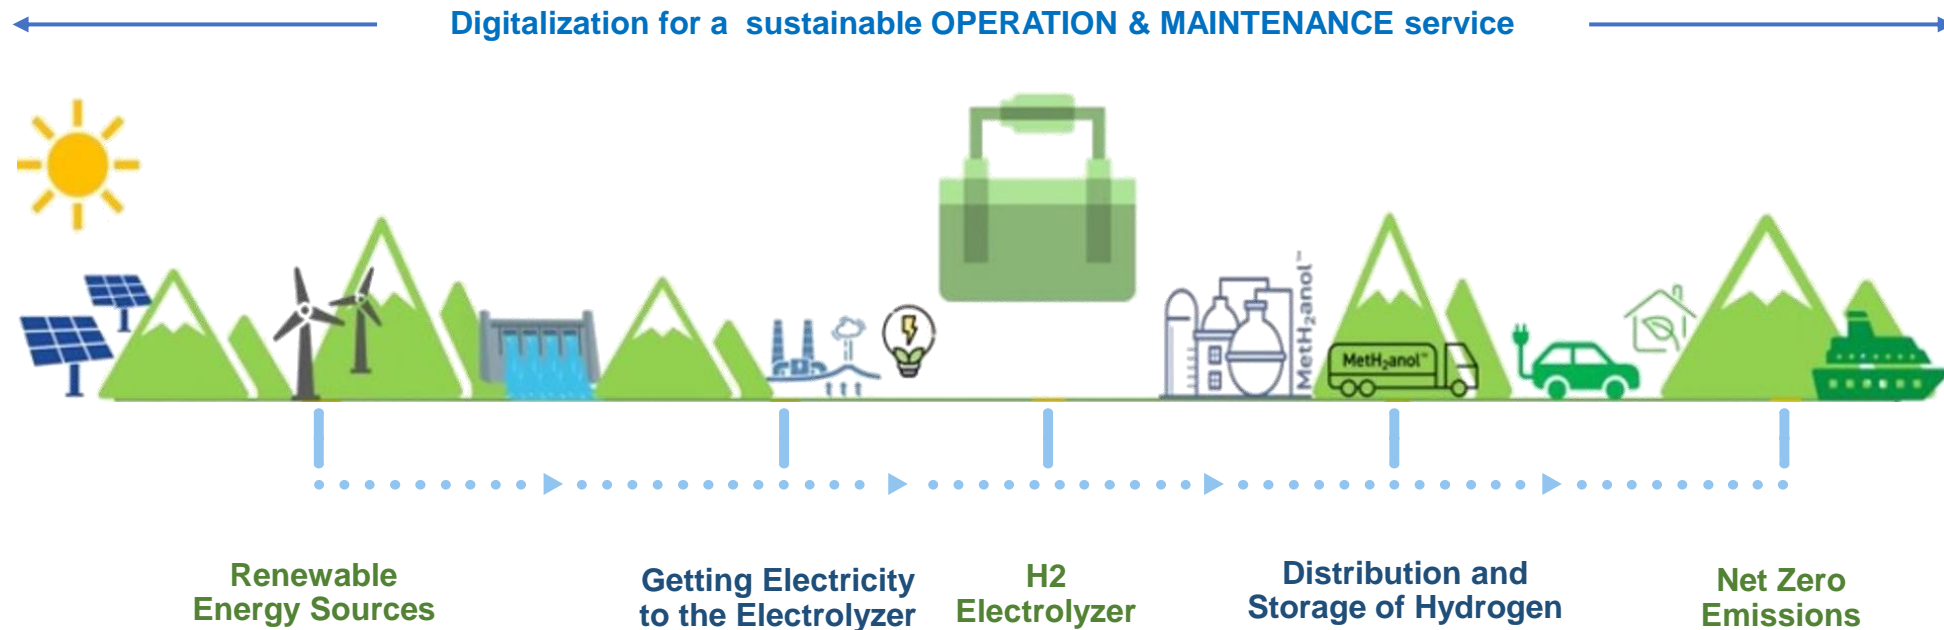 Digitalization for a  sustainable OPERATION & MAINTENANCE service
MetH₂anol™
MetH₂anol™
Renewable
Energy Sources
Getting Electricity
to the Electrolyzer
H2
Electrolyzer
Distribution and
Storage of Hydrogen
Net Zero
Emissions